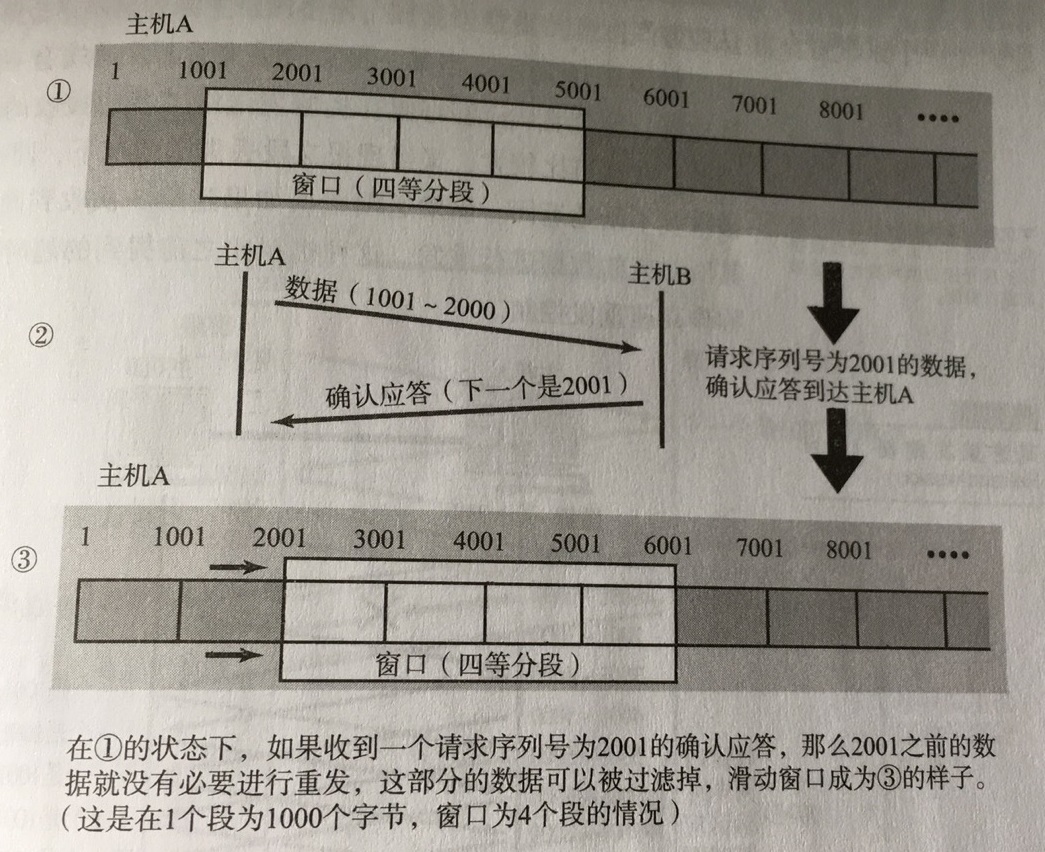 主机A
1 1001 2001 3001 4001 5001 6001 7001 8001 ••••
①
窗口（四等分段）
主机A
主机B
数据（1001～2000）
②
确认应答（下一个是2001）
请求序列号为2001的数据，
确认应答到达主机A
主机A
1 1001 2001 3001 4001 5001 6001 7001 8001 ••••
③
窗口（四等分段）
在①的状态下，如果收到一个请求序列号为2001的确认应答，那么2001之前的数
据就没有必要进行重发，这部分的数据可以被过滤掉，滑动窗口成为③的样子。
（这是在1个段为1000个字节，窗口为4个段的情况）